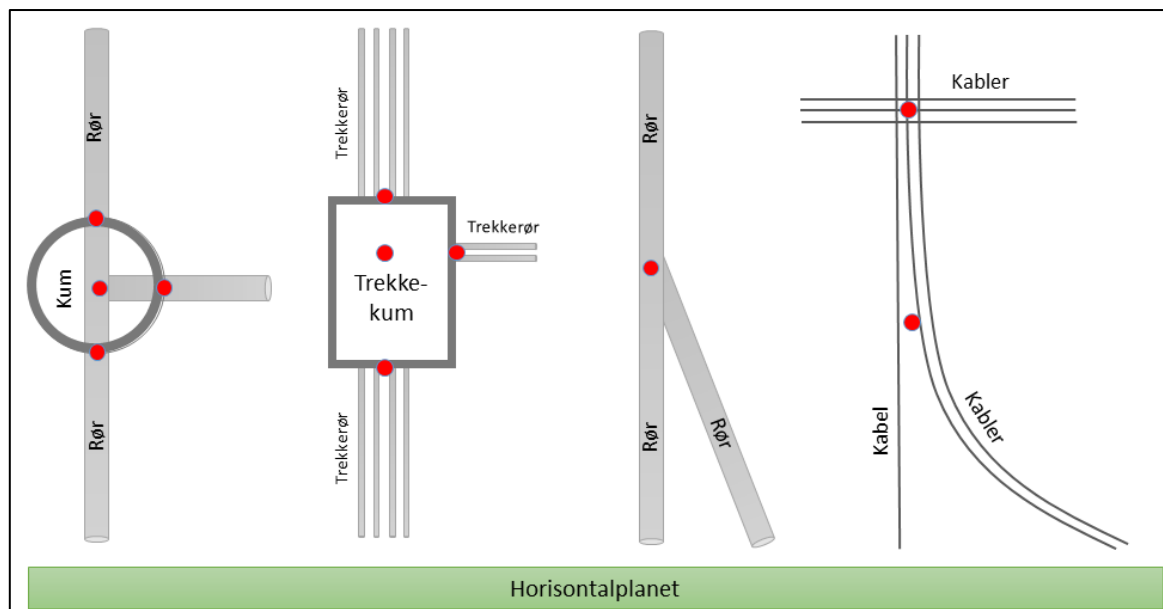 Rør
Kum
Rør
Trekkerør
Trekkerør
Trekke-
kum
Trekkerør
Rør
Rør
Rør
Kabler
Kabel
Kabler
Horisontalplanet